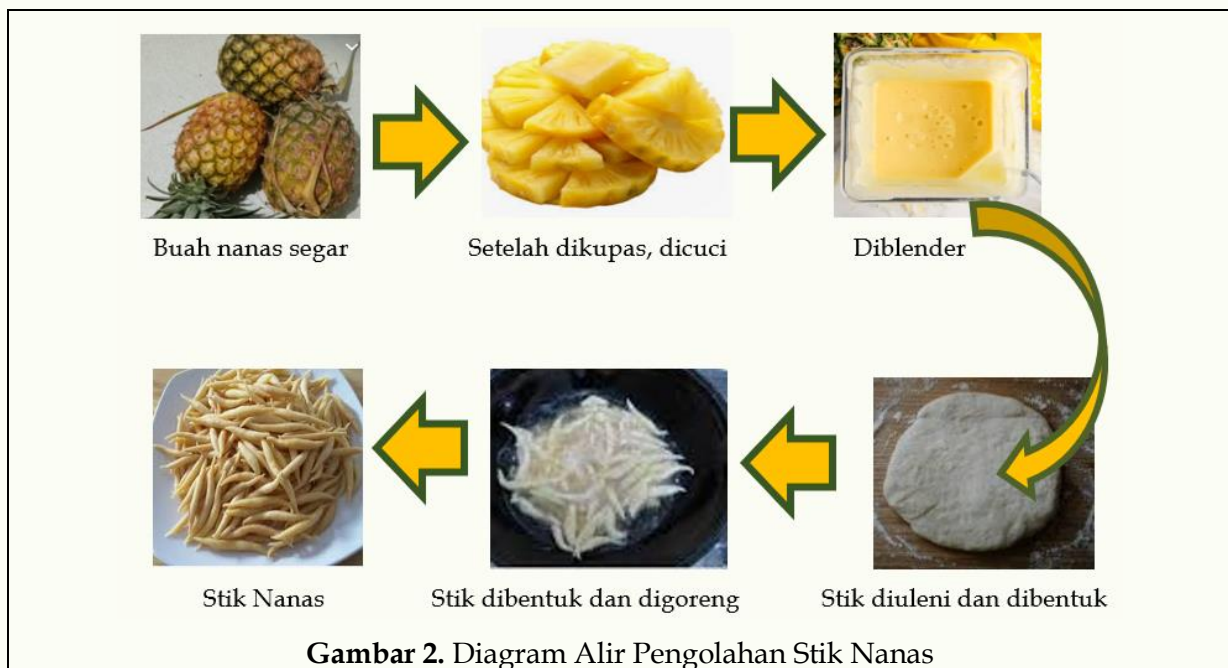 Buah nanas segar
Setelah dikupas, dicuci
Diblender
Stik Nanas
Stik dibentuk dan digoreng
Stik diuleni dan dibentuk
Gambar 2. Diagram Alir Pengolahan Stik Nanas